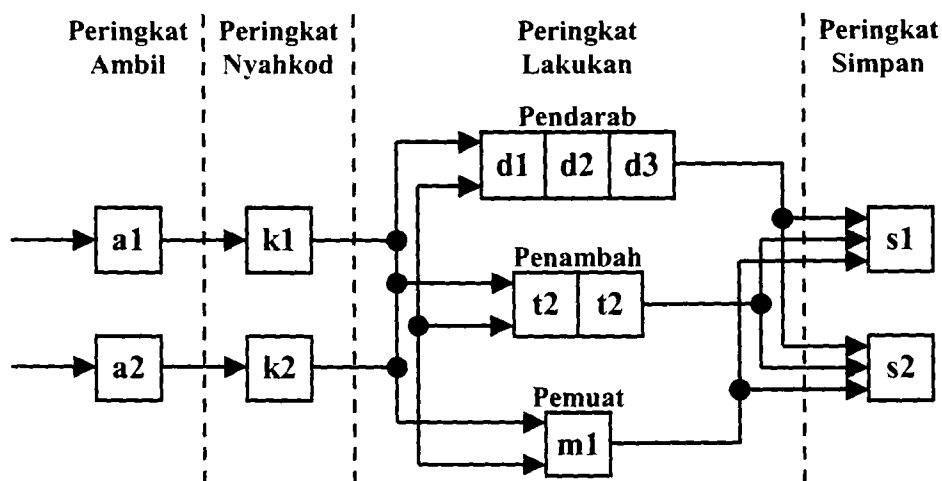 Peringkat Ambil
Peringkat Nyahkod
Peringkat Lakukan
Peringkat Simpan
Pendarab
d1 d2 d3
a1
k1
s1
Penambah
t2 t2
a2
k2
s2
Pemuat
m1